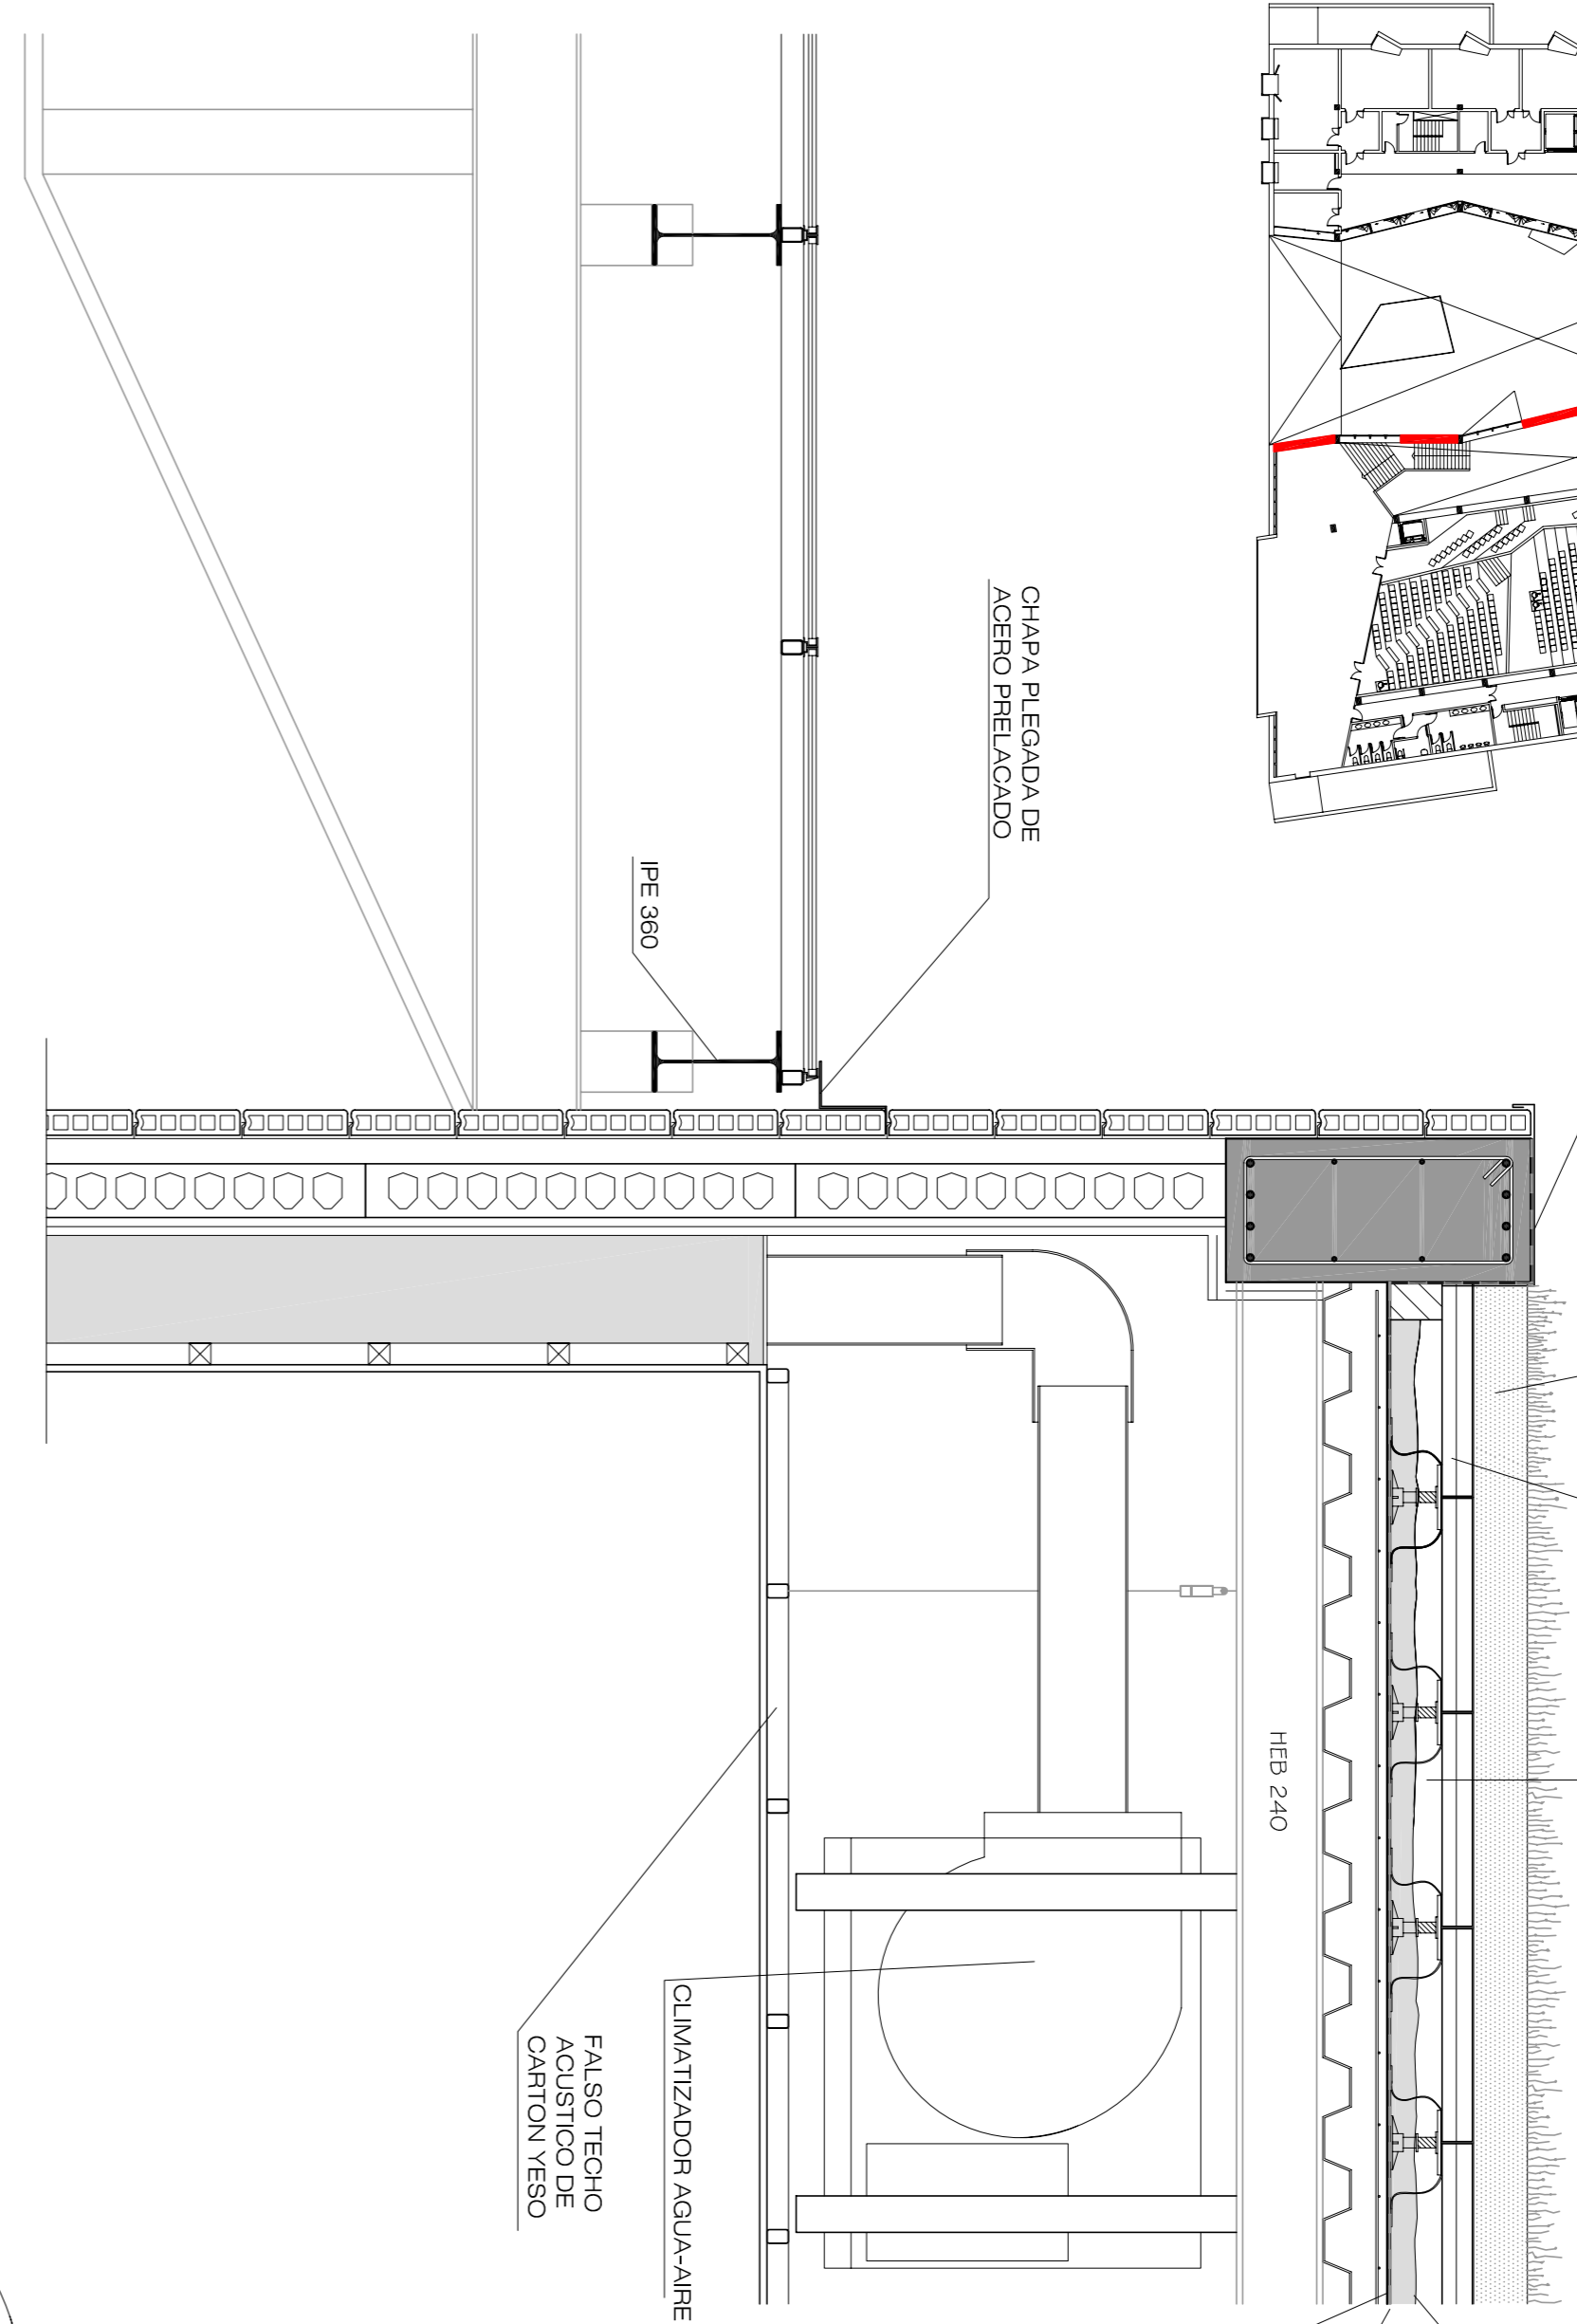 CHAPA PLEGADA DE
ACERO PRELACADO
IPE 360
HEB 240
CLIMATIZADOR AGUA-AIRE
FALSO TECHO
ACUSTICO DE
CARTON YESO